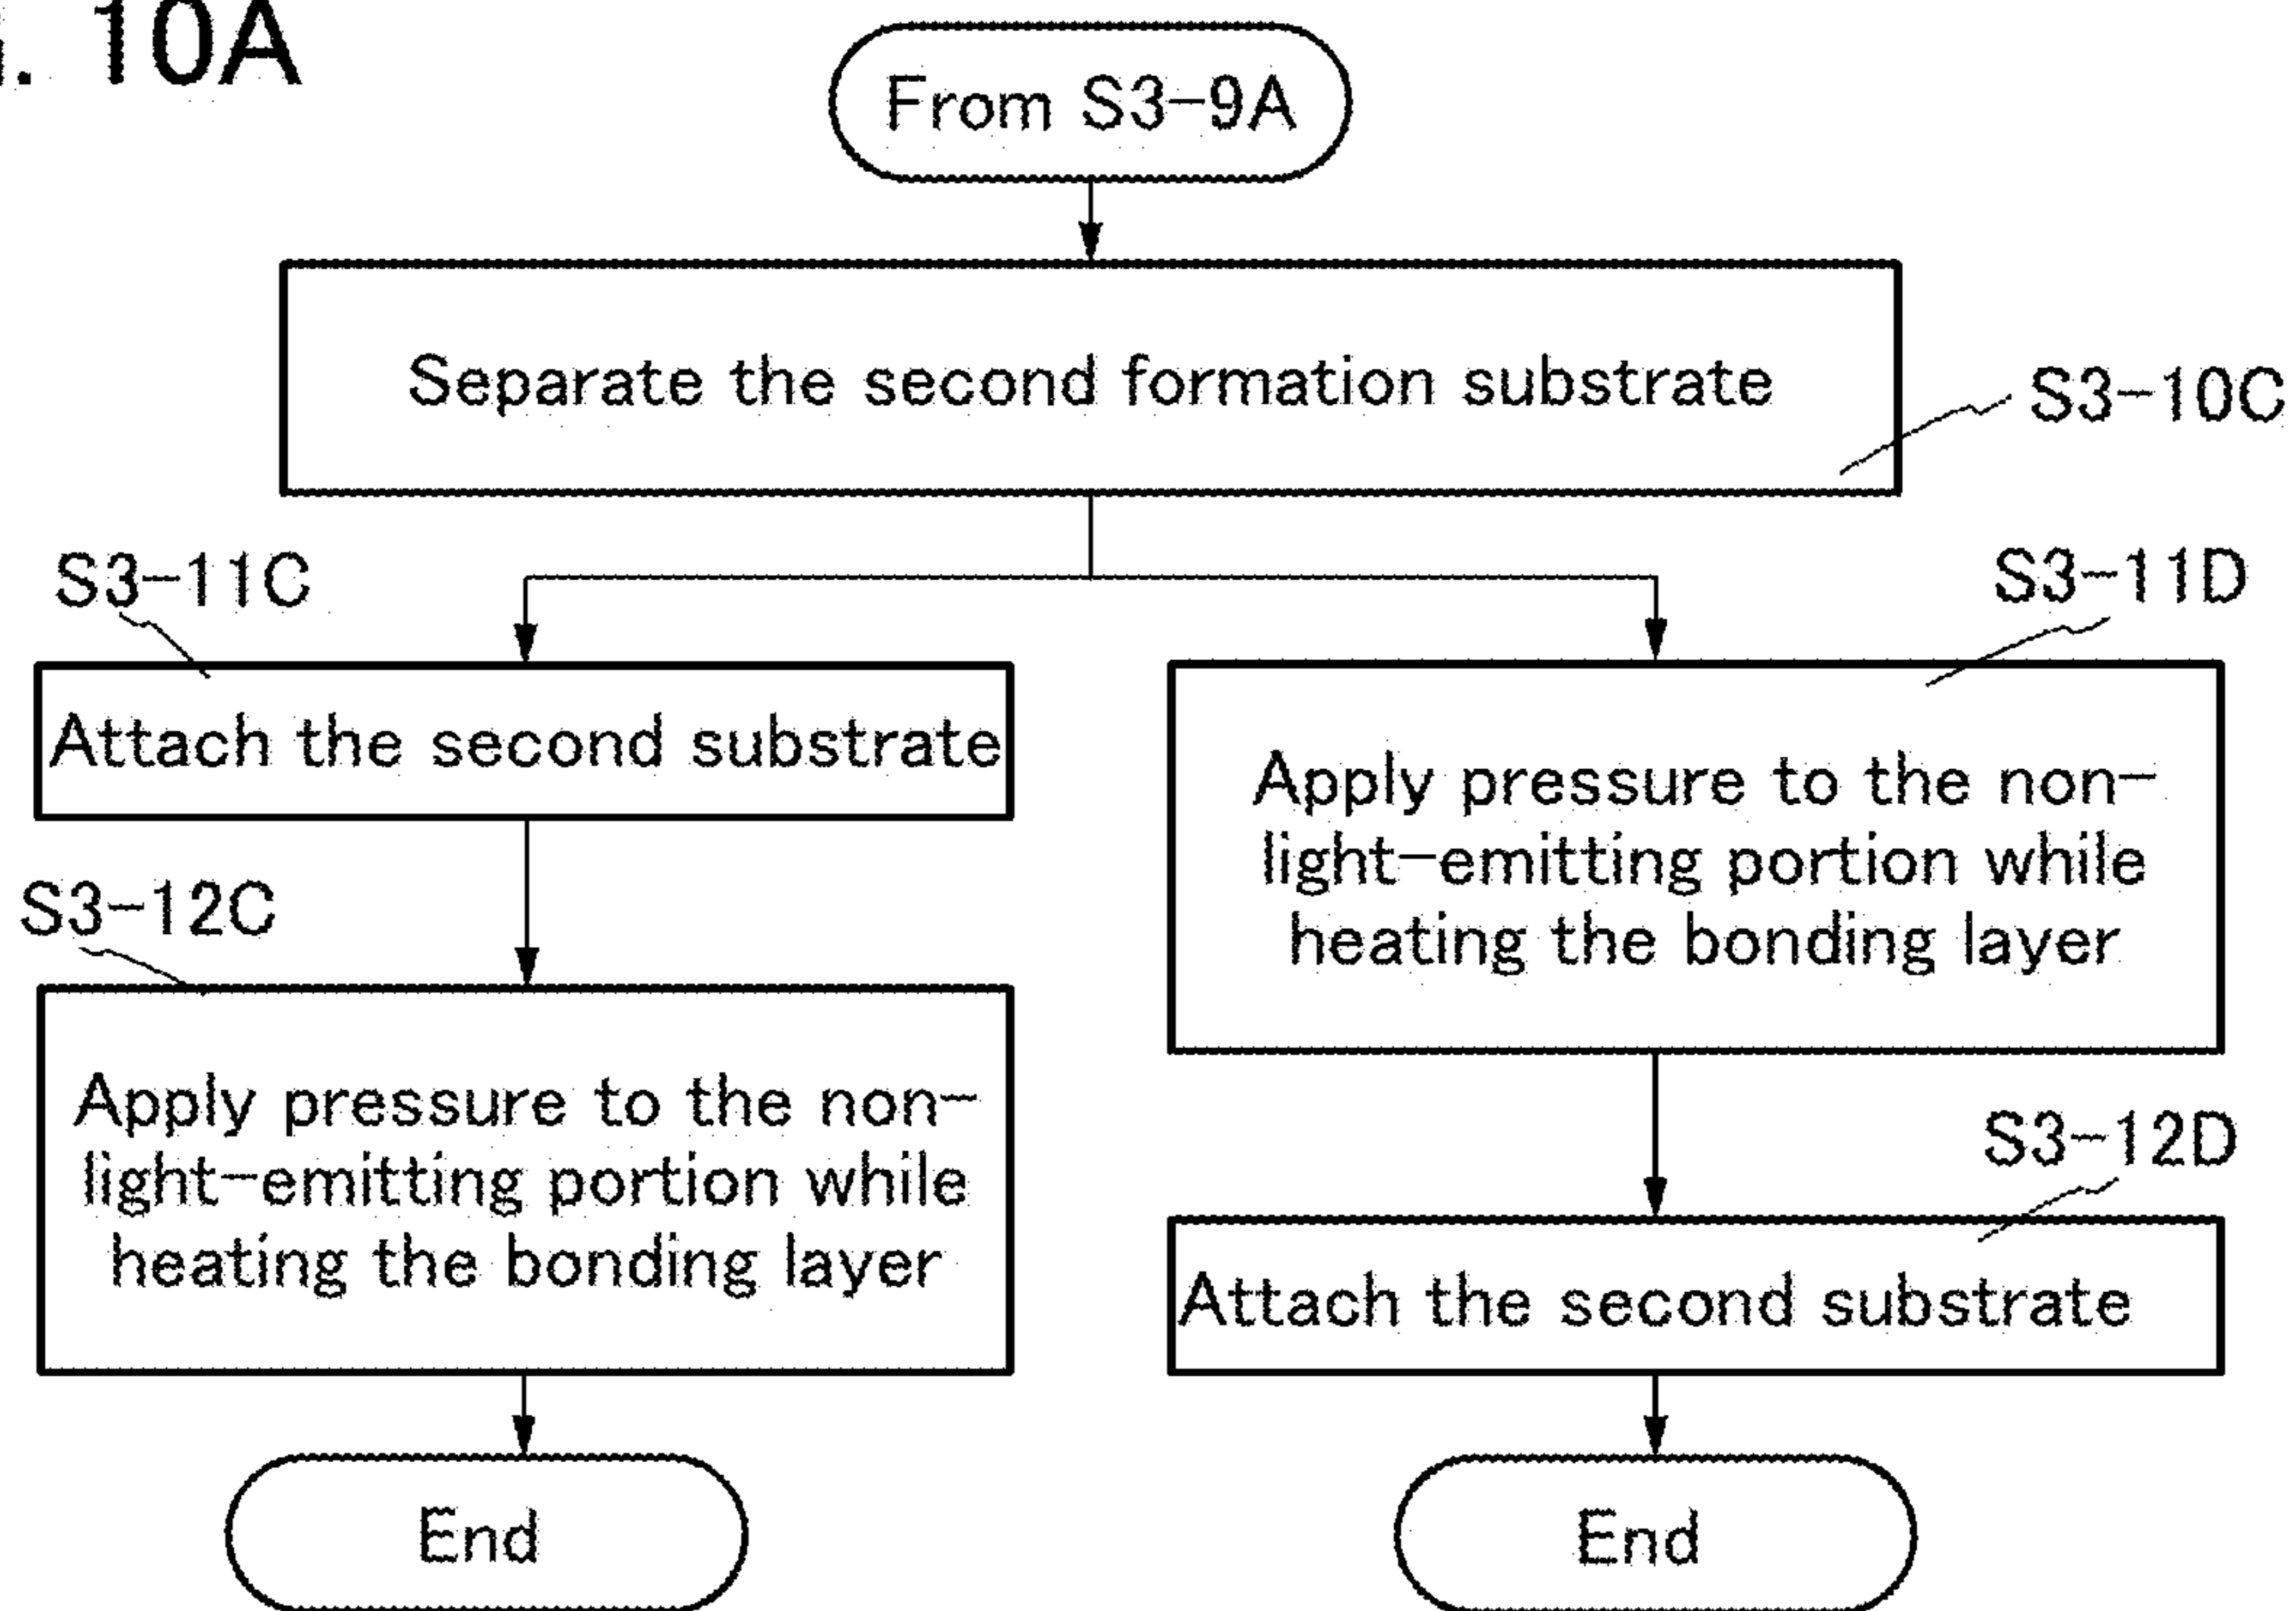 . 10A
From S3-9A
Separate the second formation substrate
S3-10C
S3-11C
S3-11D
Attach the second substrate
Apply pressure to the non-
light-emitting portion while
heating the bonding layer
S3-12C
Apply pressure to the non-
light-emitting portion while
heating the bonding layer
S3-12D
Attach the second substrate
End
End